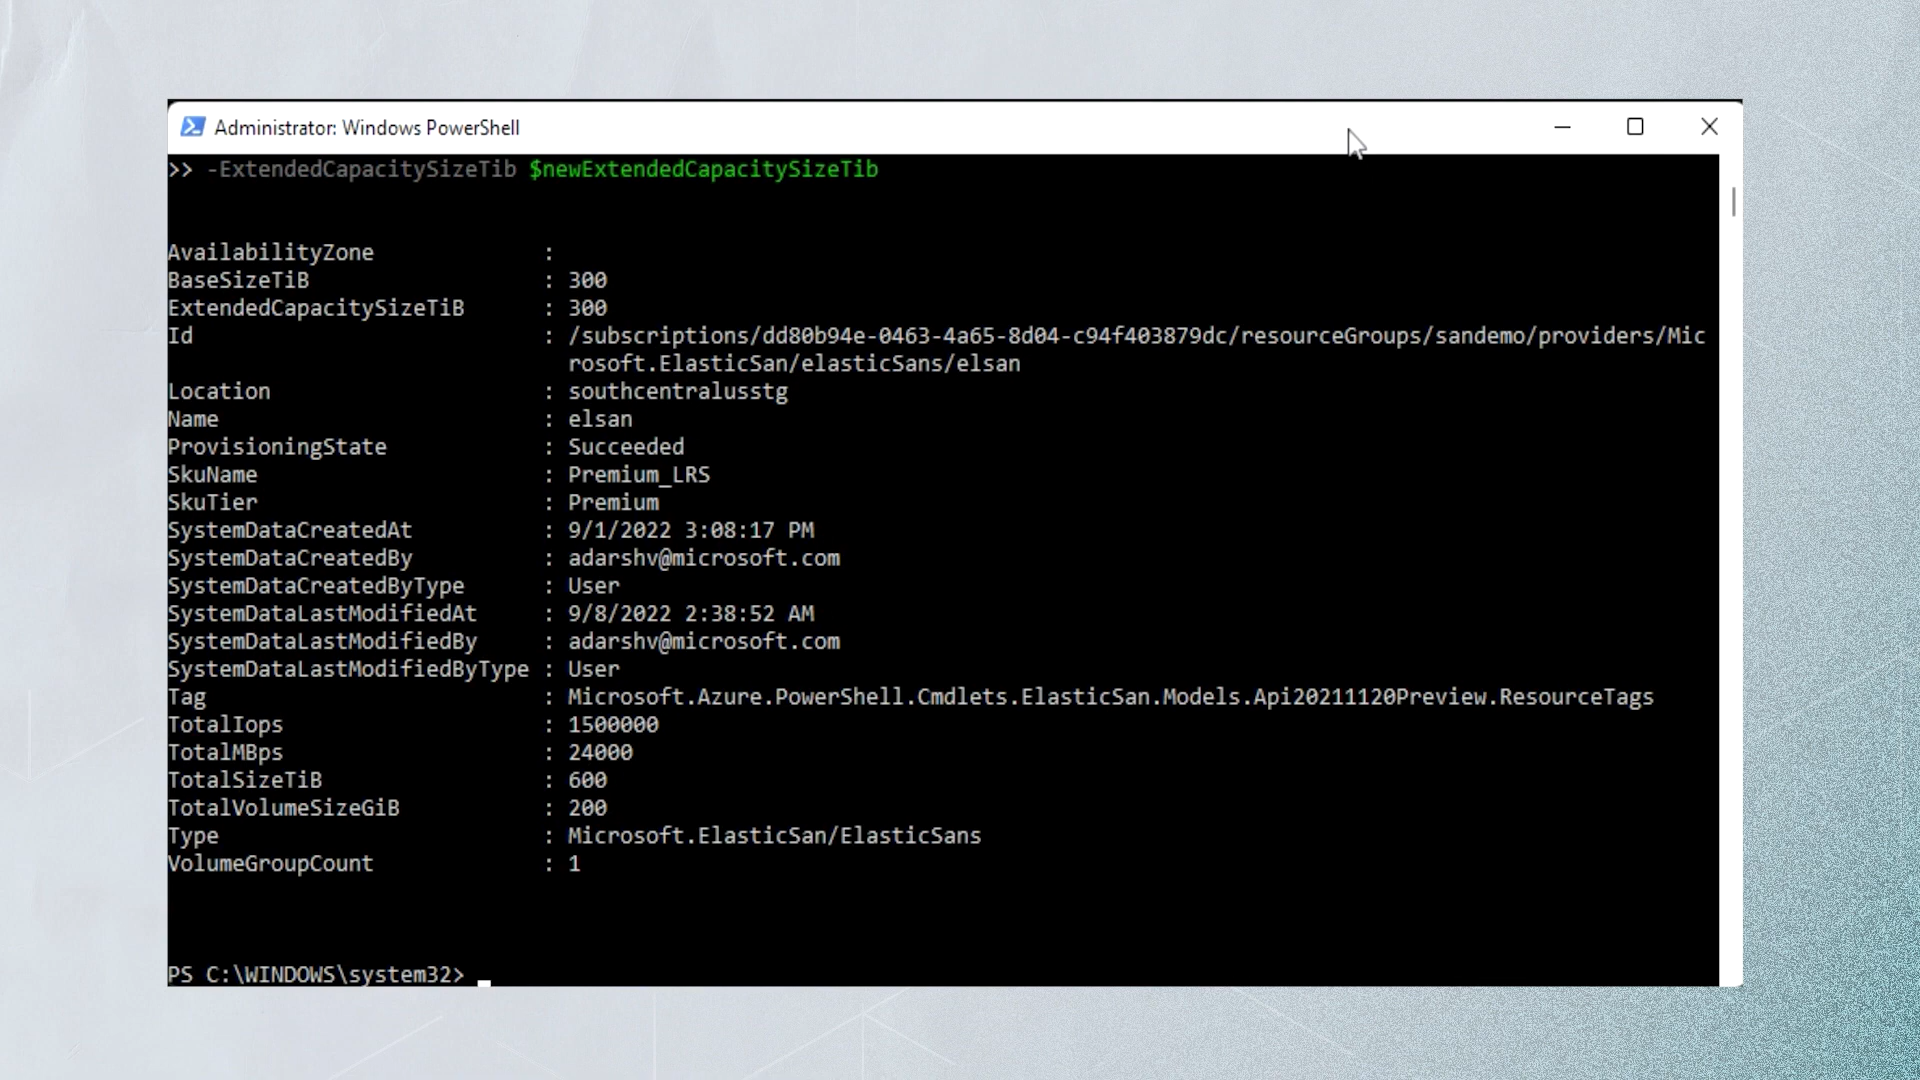 Administrator: Windows PowerShell
>> -ExtendedCapacitySizeTib $newExtendedCapacitySizeTib
AvailabilityZone :
BaseSizeTiB : 300
ExtendedCapacitySizeTiB : 300
Id : /subscriptions/dd80b94e-0463-4a65-8d04-c94f403879dc/resourceGroups/sandemo/providers/Mic
rosoft.ElasticSan/elasticSans/elsan
Location : southcentralusstg
Name : elsan
ProvisioningState : Succeeded
SkuName : Premium_LRS
SkuTier : Premium
SystemDataCreatedAt : 9/1/2022 3:08:17 PM
SystemDataCreatedBy : adarshv@microsoft.com
SystemDataCreatedByType : User
SystemDataLastModifiedAt : 9/8/2022 2:38:52 AM
SystemDataLastModifiedBy : adarshv@microsoft.com
SystemDataLastModifiedByType : User
Tag : Microsoft.Azure.PowerShell.Cmdlets.ElasticSan.Models.Api20211120Preview.ResourceTags
TotalIops : 1500000
TotalMBps : 24000
TotalSizeTiB : 600
TotalVolumeSizeGiB : 200
Type : Microsoft.ElasticSan/ElasticSans
VolumeGroupCount : 1
PS C:\WINDOWS\system32>